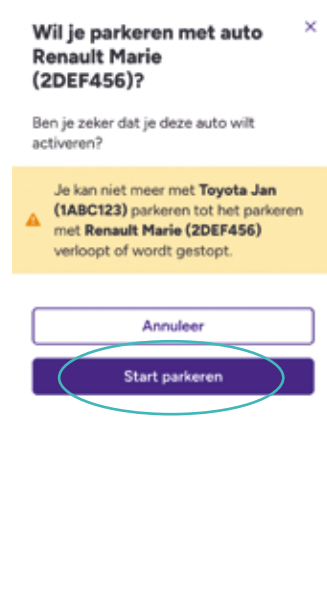 Wil je parkeren met auto
Renault Marie
(2DEF456)?
Ben je zeker dat je deze auto wilt
activeren?
Je kan niet meer met Toyota Jan
(1ABC123) parkeren tot het parkeren
met Renault Marie (2DEF456)
verloopt of wordt gestopt.
Annuleer
Start parkeren